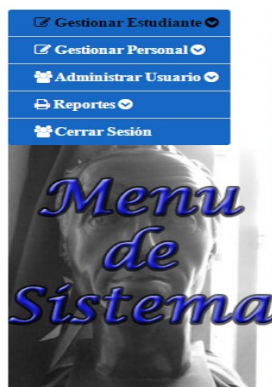 Gestionar Estudiante
Gestionar Personal
Administrar Usuario
Reportes
Cerrar Sesión
Menu
de
Sistema